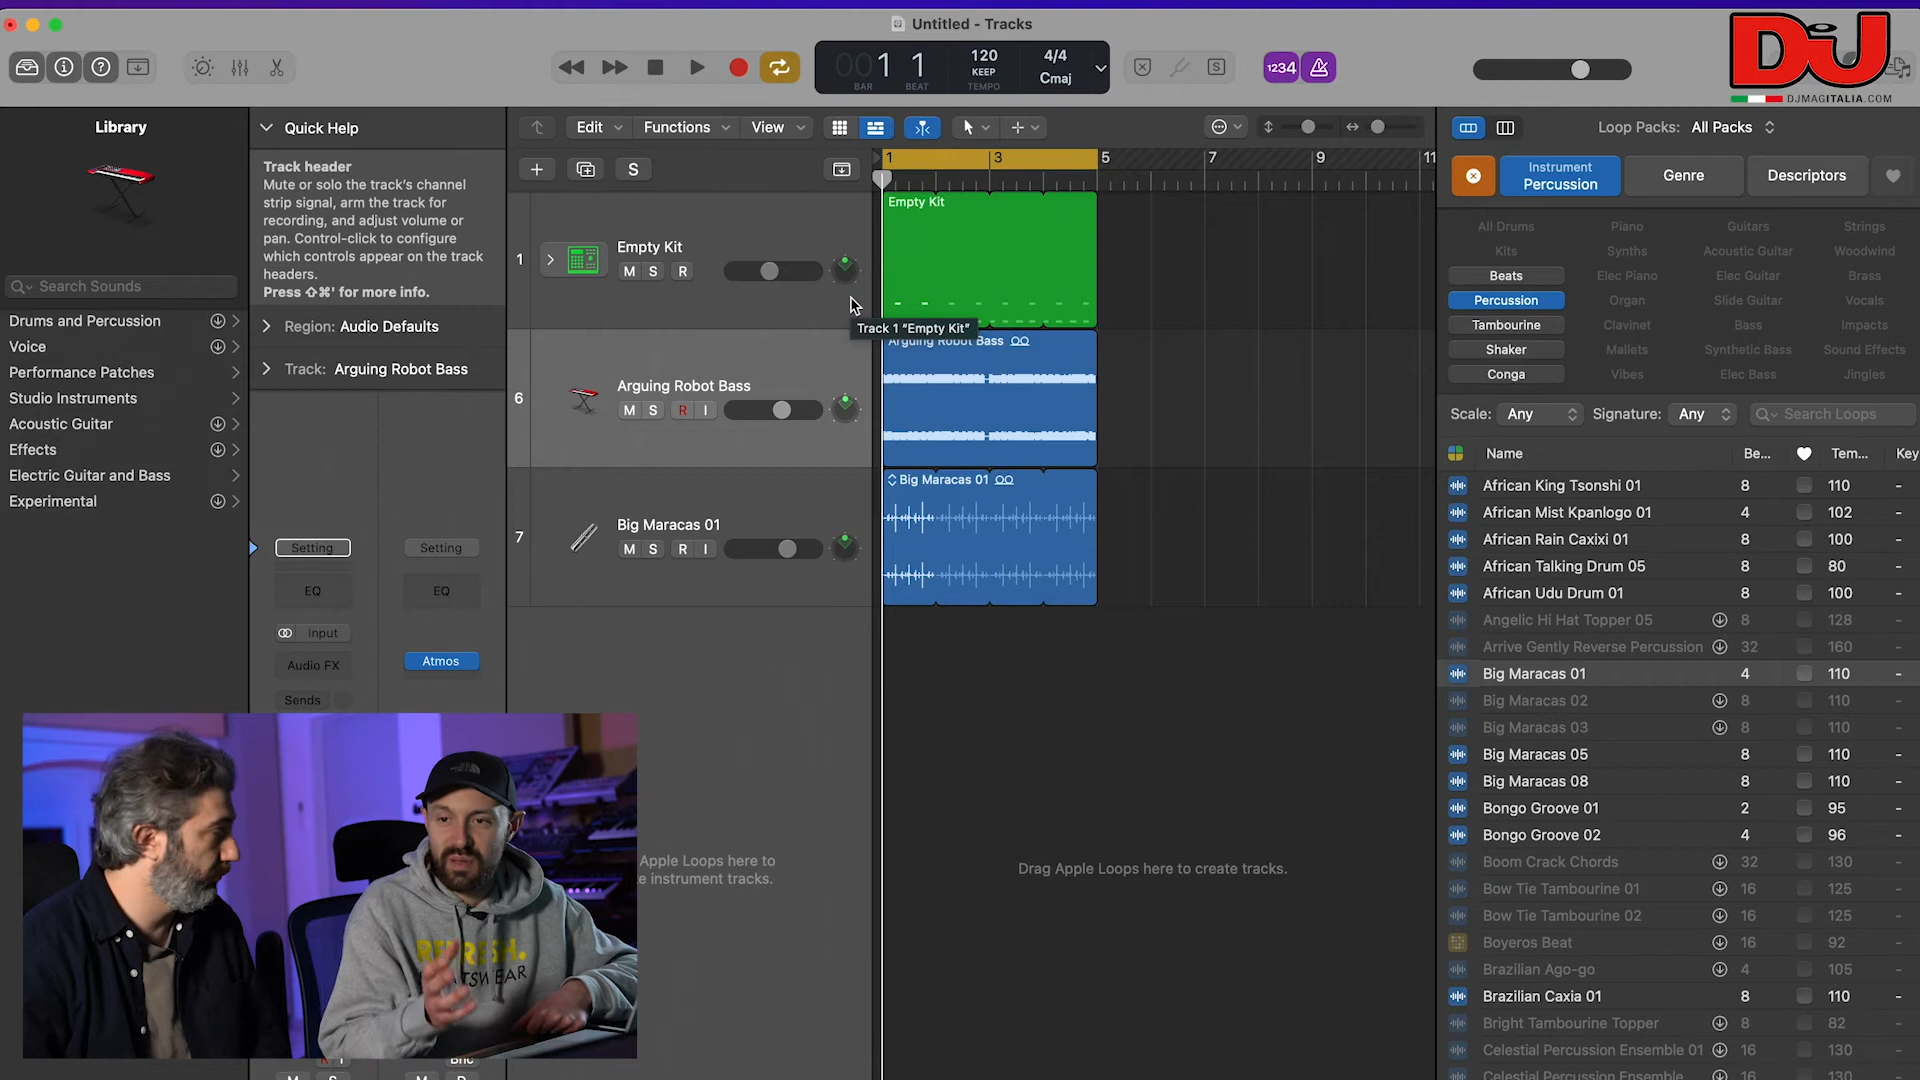 Untitled - Tracks
DJ
DJMAGITALIA.COM
001 1
BAR BEAT
120
KEEP
TEMPO
4/4
Cmaj
1234
Library
Search Sounds
Drums and Percussion
Voice
Performance Patches
Studio Instruments
Acoustic Guitar
Effects
Electric Guitar and Bass
Experimental
Quick Help
Track header
Mute or solo the track's channel
strip signal, arm the track for
recording, and adjust volume or
pan. Control-click to configure
which controls appear on the track
headers.
Press ⇧⌘' for more info.
Region: Audio Defaults
Track: Arguing Robot Bass
Setting
Setting
EQ
EQ
Input
Audio FX
Atmos
Sends
Edit
Functions
View
S
1 3 5 7 9 11
1
Empty Kit
M S R
6
Arguing Robot Bass
M S R I
7
Big Maracas 01
M S R I
Empty Kit
Track 1 "Empty Kit"
Arguing Robot Bass
Big Maracas 01
Apple Loops here to
instrument tracks.
Drag Apple Loops here to create tracks.
Loop Packs: All Packs
Instrument
Percussion
Genre
Descriptors
All Drums Piano Guitars Strings
Kits Synths Acoustic Guitar Woodwind
Beats Elec Piano Elec Guitar Brass
Percussion Organ Slide Guitar Vocals
Tambourine Clavinet Bass Impacts
Shaker Mallets Synthetic Bass Sound Effects
Conga Vibes Elec Bass Jingles
Scale: Any Signature: Any Search Loops
Name Be... Tem... Key
African King Tsonshi 01 8 110 -
African Mist Kpanlogo 01 4 102 -
African Rain Caxixi 01 8 100 -
African Talking Drum 05 8 80 -
African Udu Drum 01 8 100 -
Angelic Hi Hat Topper 05 8 128 -
Arrive Gently Reverse Percussion 32 160 -
Big Maracas 01 4 110 -
Big Maracas 02 8 110 -
Big Maracas 03 8 110 -
Big Maracas 05 8 110 -
Big Maracas 08 8 110 -
Bongo Groove 01 2 95 -
Bongo Groove 02 4 96 -
Boom Crack Chords 32 130 -
Bow Tie Tambourine 01 16 125 -
Bow Tie Tambourine 02 16 125 -
Boyeros Beat 16 92 -
Brazilian Ago-go 4 105 -
Brazilian Caxia 01 8 110 -
Bright Tambourine Topper 8 82 -
Celestial Percussion Ensemble 01 16 130 -
Celestial Percussion Ensemble 16 130 -